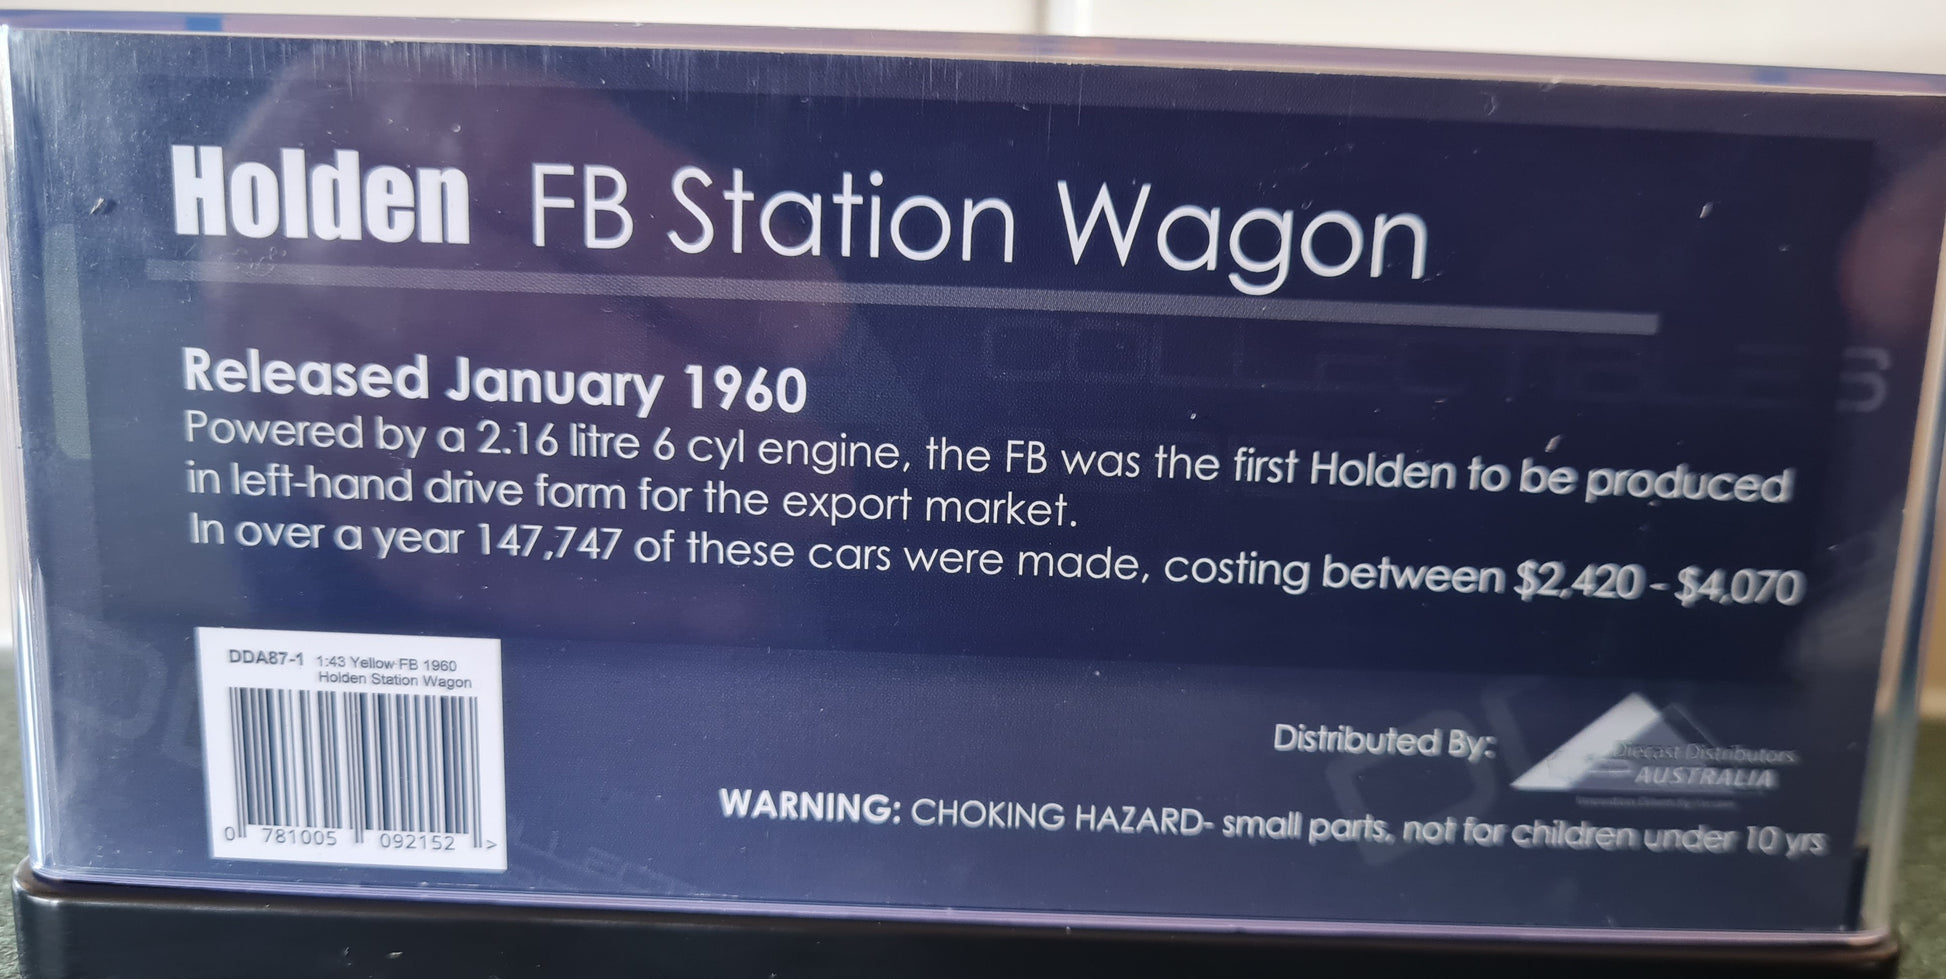 Holden FB Station Wagon
COLLECTIBLES
Released January 1960
Powered by a 2.16 litre 6 cyl engine, the FB was the first Holden to be produced
in left-hand drive form for the export market.
In over a year 147,747 of these cars were made, costing between $2,420 - $4,070
DDA87-1 1:43 Yellow FB 1960
Holden Station Wagon
0 781005 092152 >
Distributed By:
Diecast Distributors
AUSTRALIA
WARNING: CHOKING HAZARD- small parts, not for children under 10 yrs